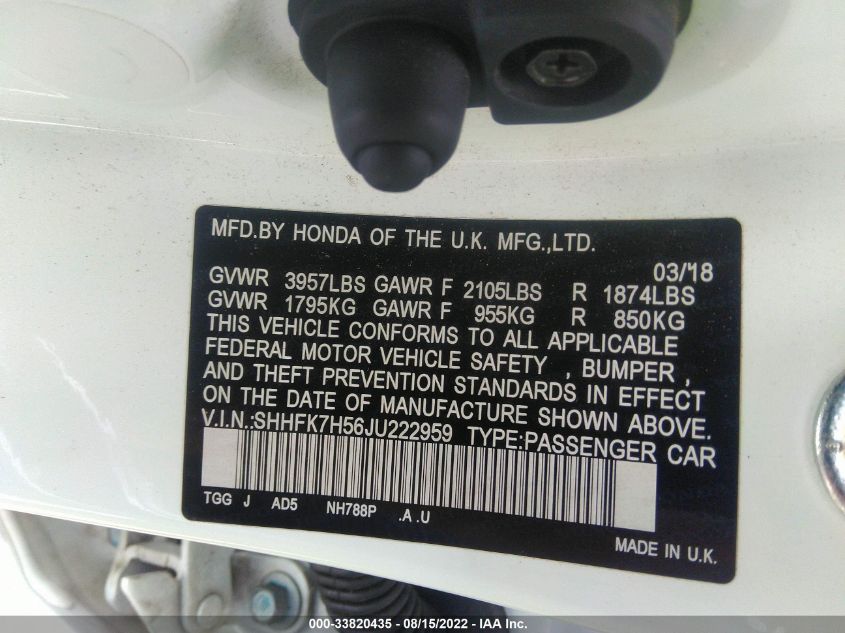 MFD.BY HONDA OF THE U.K. MFG.,LTD.
03/'18
GVWR 3957LBS GAWR F 2105LBS R 1874LBS
GVWR 1795KG GAWR F 955KG R 850KG
THIS VEHICLE CONFORMS TO ALL APPLICABLE
FEDERAL MOTOR VEHICLE SAFETY , BUMPER ,
AND THEFT PREVENTION STANDARDS IN EFFECT
ON THE DATE OF MANUFACTURE SHOWN ABOVE.
V.I.N.:SHHFK7H56JU222959 TYPE:PASSENGER CAR
TGG J AD5 NH788P .A .U
MADE IN U.K.
000-33820435 - 08/15/2022 - IAA Inc.